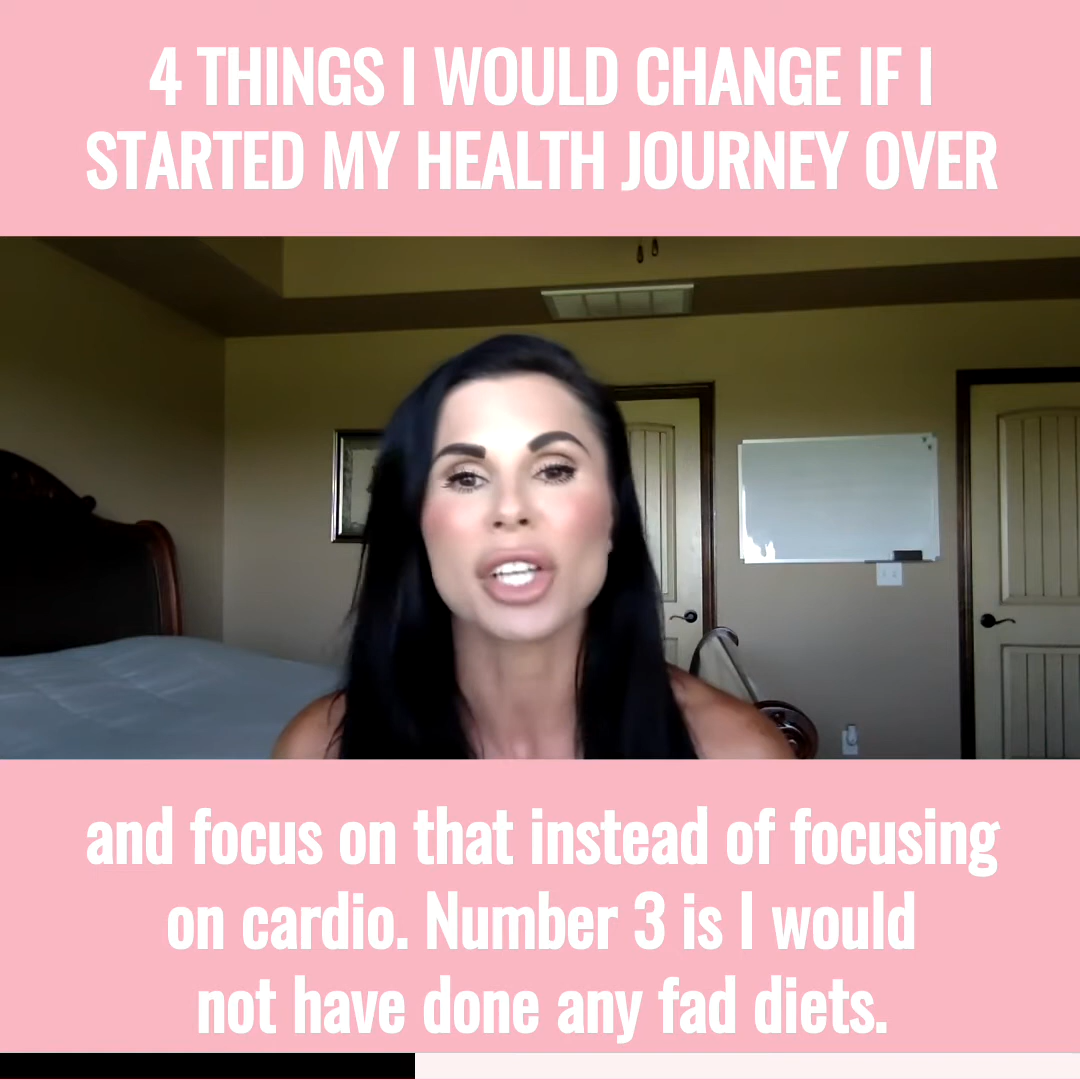 4 THINGS I WOULD CHANGE IF I
STARTED MY HEALTH JOURNEY OVER
and focus on that instead of focusing
on cardio. Number 3 is I would
not have done any fad diets.